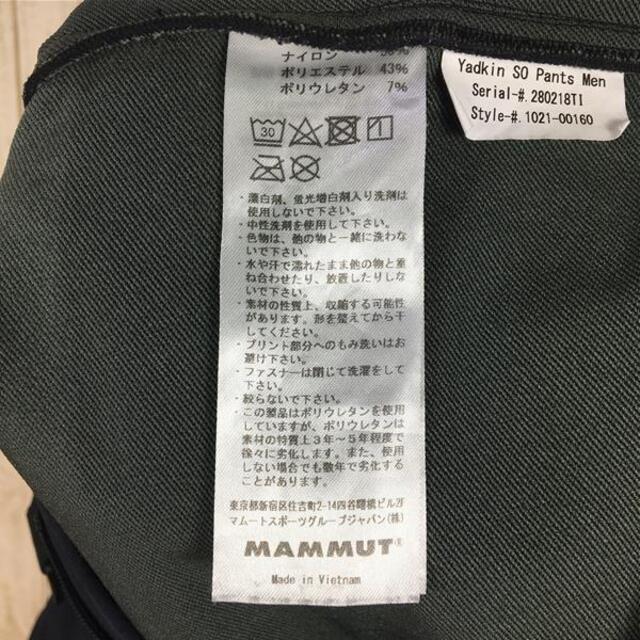 ナイロン
ポリエステル 43%
ポリウレタン 7%
30
・漂白剤、蛍光増白剤入り洗剤は
使用しないで下さい。
・中性洗剤を使用して下さい。
・色物は、他の物と一緒に洗わな
いで下さい。
・水や汗で濡れたまま他の物と重
ね合わせたり、放置したりしな
いで下さい。
・素材の性質上、収縮する可能性
があります。形を整えてから干
してください。
・プリント部分へのもみ洗いはお
避け下さい。
・ファスナーは閉じて洗濯をして
下さい。
・絞らないで下さい。
・この製品はポリウレタンを使用
していますが、ポリウレタンは
素材の特質上3年～5年程度で
徐々に劣化します。また、使用
しない場合でも数年で劣化する
ことがあります。
東京都新宿区住吉町2-14四谷曙橋ビル2F
マムートスポーツグループジャパン(株)
MAMMUT®
Made in Vietnam
Yadkin SO Pants Men
Serial-#.280218TI
Style-#.1021-00160